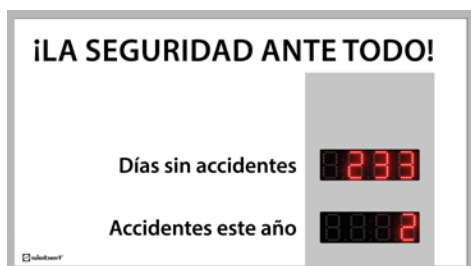 ¡LA SEGURIDAD ANTE TODO!
Días sin accidentes 233
Accidentes este año 2